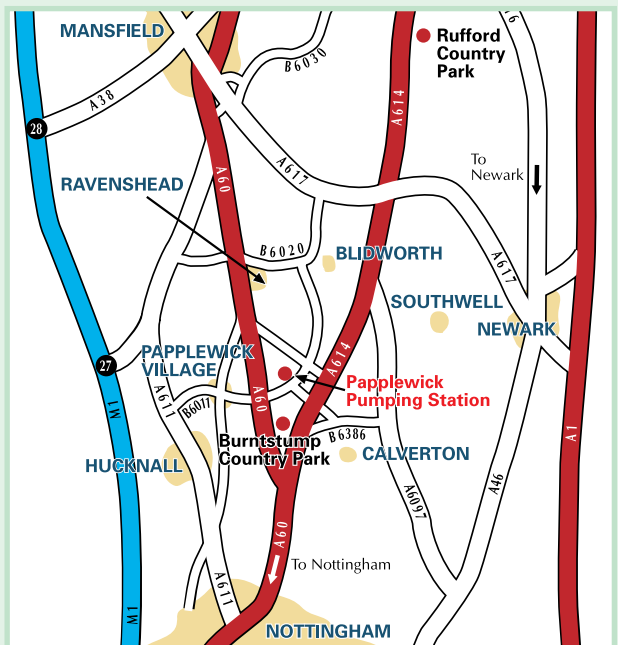 MANSFIELD
Rufford
Country
Park
B6030
6
A38
A614
28
A617
To
Newark
RAVENSHEAD
A60
B6020
BLIDWORTH
A617
SOUTHWELL
NEWARK
PAPPLEWICK
VILLAGE
27
A614
Papplewick
Pumping Station
A611
B6011
A60
M1
Burntstump
Country Park
B6386
A1
HUCKNALL
CALVERTON
A6097
A46
A60
To Nottingham
A611
M1
NOTTINGHAM